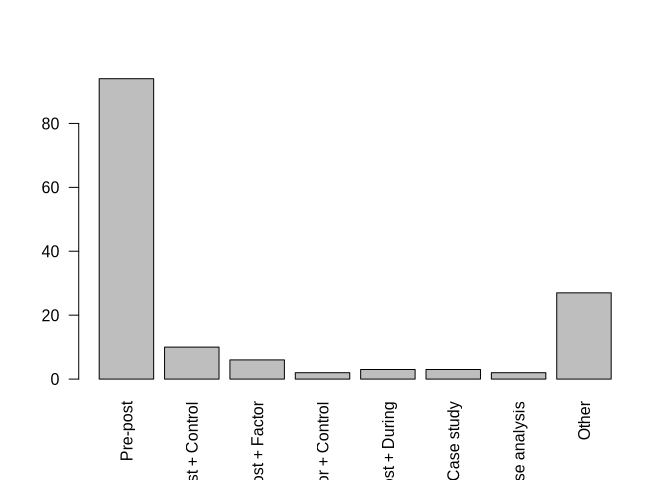 80
60
40
20
0
Pre-post
st + Control
ost + Factor
or + Control
ost + During
Case study
se analysis
Other